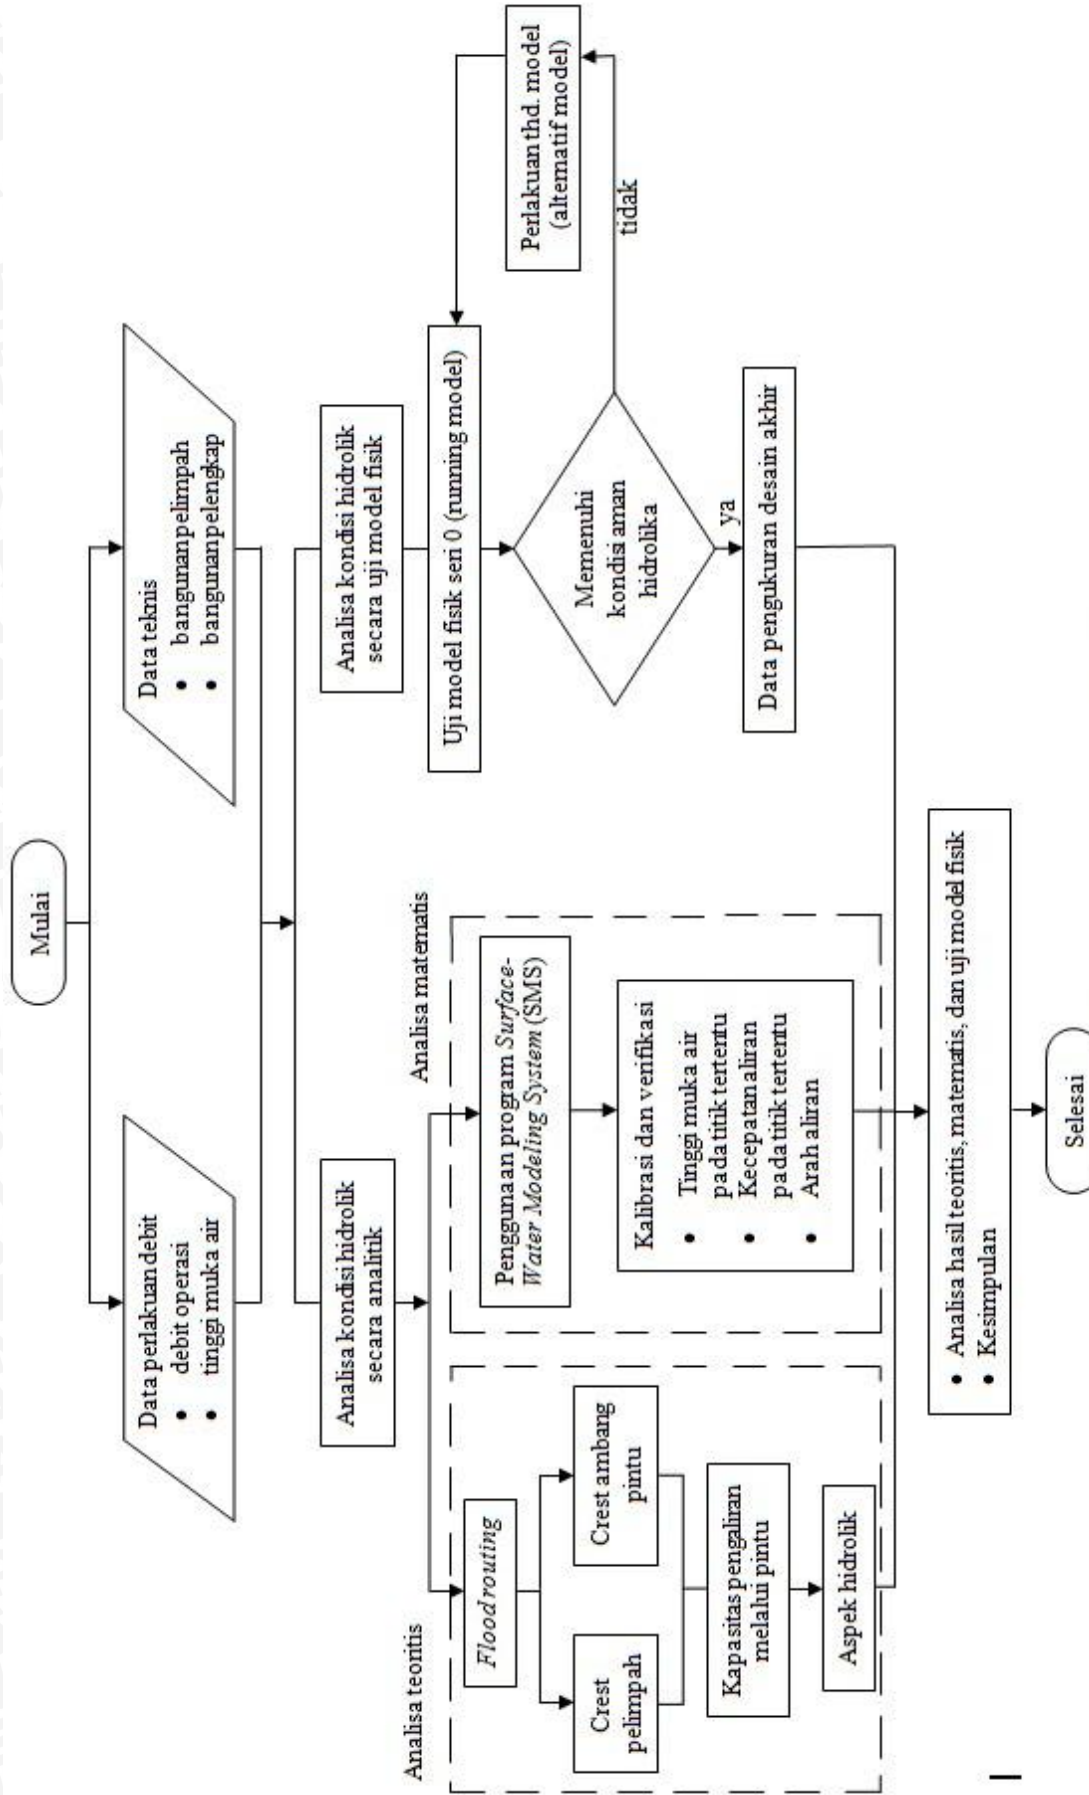 Mulai
Data perlakuan debit
• debit operasi
• tinggi muka air
Data teknis
• bangunan pelimpah
• bangunan pelengkap
Analisa kondisi hidrolik
secara analitik
Analisa kondisi hidrolik
secara uji model fisik
Analisa teoritis
Flood routing
Crest
pelimpah
Crest ambang
pintu
Kapasitas pengaliran
melalui pintu
Aspek hidrolik
Analisa matematis
Penggunaan program Surface-
Water Modeling System (SMS)
Kalibrasi dan verifikasi
• Tinggi muka air
pada titik tertentu
• Kecepatan aliran
pada titik tertentu
• Arah aliran
Uji model fisik seri 0 (running model)
Perlakuan thd. model
(alternatif model)
Memenuhi
kondisi aman
hidrolika
tidak
ya
Data pengukuran desain akhir
• Analisa hasil teoritis, matematis, dan uji model fisik
• Kesimpulan
Selesai